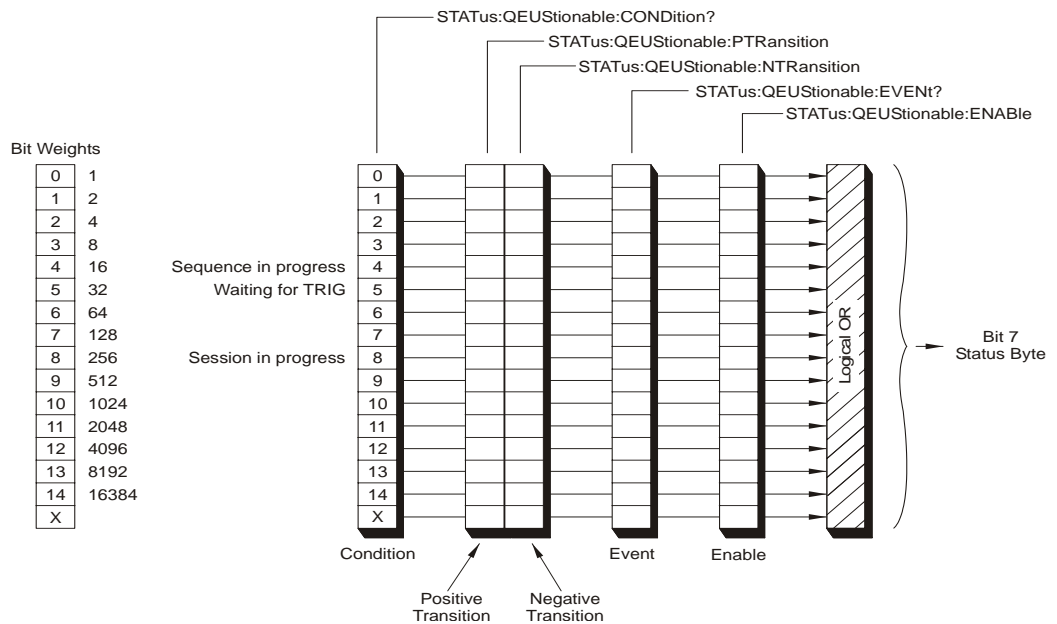 STATus:QEUStionable:CONDition?
STATus:QEUStionable:PTRansition
STATus:QEUStionable:NTRansition
STATus:QEUStionable:EVENt?
STATus:QEUStionable:ENABle
Bit Weights
0 1
1 2
2 4
3 8
4 16
5 32
6 64
7 128
8 256
9 512
10 1024
11 2048
12 4096
13 8192
14 16384
X
0
1
2
3
Sequence in progress 4
Waiting for TRIG 5
6
7
Session in progress 8
9
10
11
12
13
14
X
Logical OR
Bit 7
Status Byte
Condition
Event
Enable
Positive
Transition
Negative
Transition